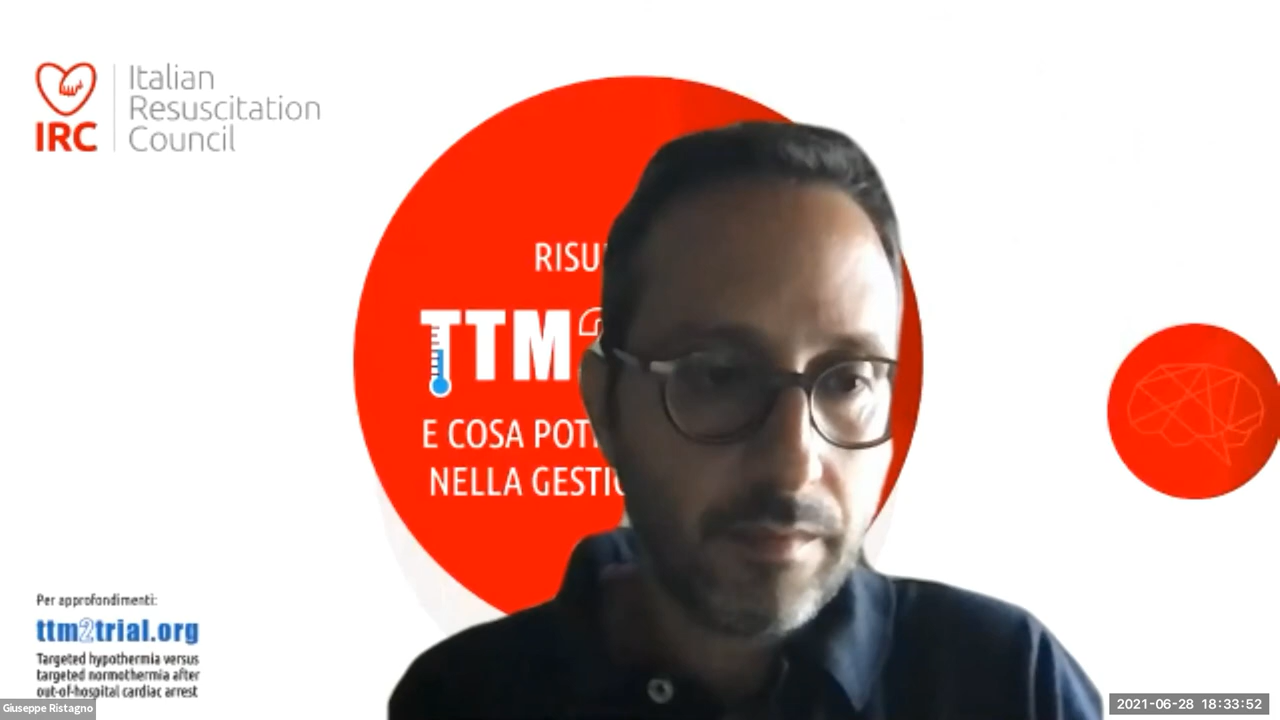 IRC
Italian
Resuscitation
Council
RISU
TTM
E COSA POT
NELLA GESTI
Per approfondimenti:
ttm2trial.org
Targeted hypothermia versus
targeted normothermia after
out-of-hospital cardiac arrest
Giuseppe Ristagno
2021-06-28 18:33:52